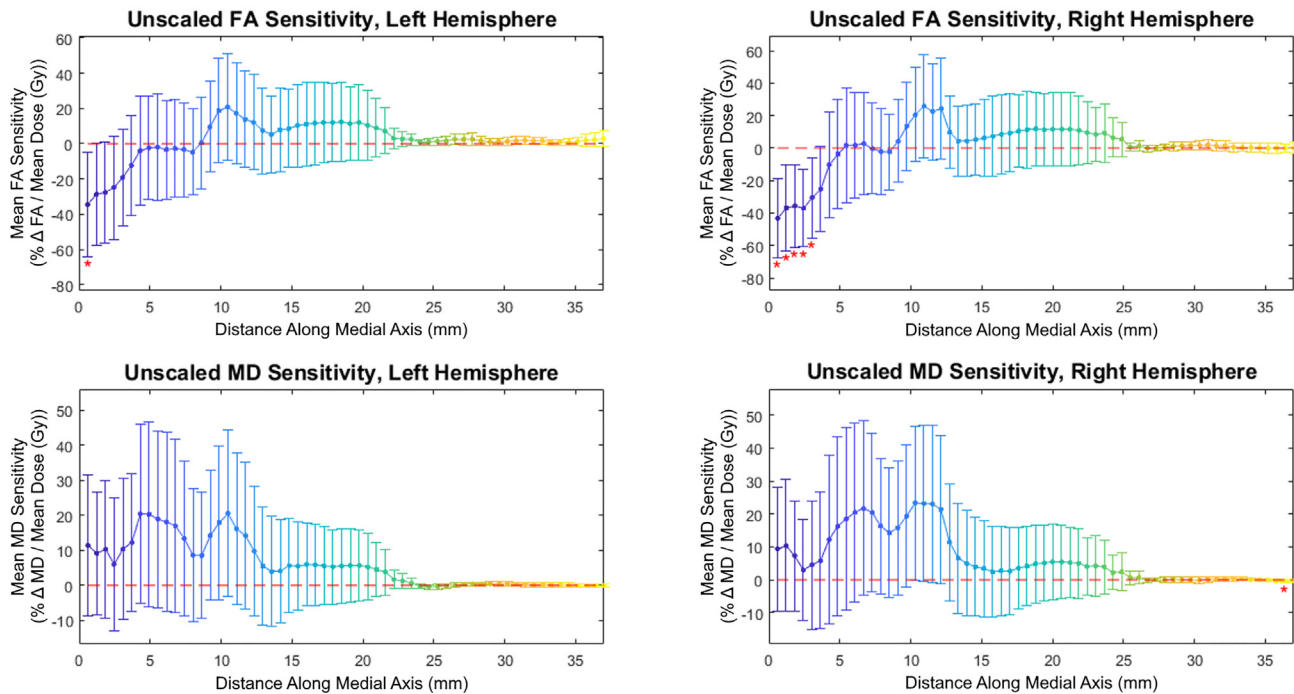 Unscaled FA Sensitivity, Left Hemisphere
Mean FA Sensitivity
(% Δ FA / Mean Dose (Gy))
60
40
20
0
-20
-40
-60
-80
*
0 5 10 15 20 25 30 35
Distance Along Medial Axis (mm)
Unscaled FA Sensitivity, Right Hemisphere
Mean FA Sensitivity
(% Δ FA / Mean Dose (Gy))
60
40
20
0
-20
-40
-60
-80
* * * * *
0 5 10 15 20 25 30 35
Distance Along Medial Axis (mm)
Unscaled MD Sensitivity, Left Hemisphere
Mean MD Sensitivity
(% Δ MD / Mean Dose (Gy))
50
40
30
20
10
0
-10
0 5 10 15 20 25 30 35
Distance Along Medial Axis (mm)
Unscaled MD Sensitivity, Right Hemisphere
Mean MD Sensitivity
(% Δ MD / Mean Dose (Gy))
50
40
30
20
10
0
-10
*
0 5 10 15 20 25 30 35
Distance Along Medial Axis (mm)